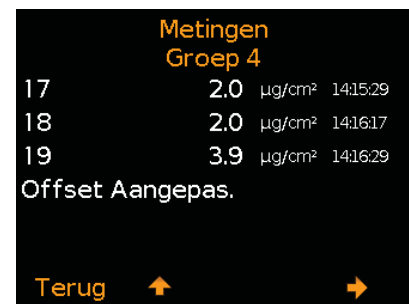 Metingen
Groep 4
17 2.0 µg/cm² 14:15:29
18 2.0 µg/cm² 14:16:17
19 3.9 µg/cm² 14:16:29
Offset Aangepas.
Terug